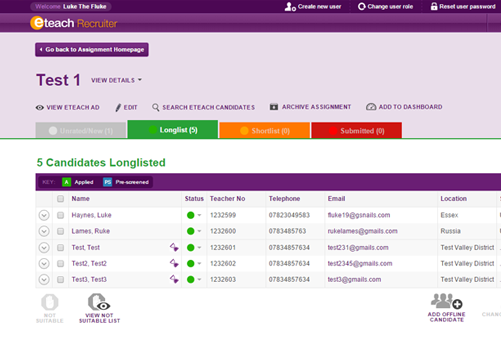 Welcome Luke The Fluke
Create new user
Change user role
Reset user password
eteach Recruiter
Go back to Assignment Homepage
Test 1 VIEW DETAILS
VIEW ETEACH AD
EDIT
SEARCH ETEACH CANDIDATES
ARCHIVE ASSIGNMENT
ADD TO DASHBOARD
Unrated/New (1)
Longlist (5)
Shortlist (0)
Submitted (0)
5 Candidates Longlisted
KEY: A Applied PS Pre-screened
Name Status Teacher No Telephone Email Location S
Haynes, Luke 1232599 07823049583 fluke19@gsnails.com Essex
Lames, Ruke 1232600 0783485763 rukelames@gmails.com Russia
Test, Test 1232601 07834857634 test231@gmails.com Test Valley District
Test2, Test2 1232602 07834857634 test2345@gmails.com Test Valley District
Test3, Test3 1232603 07834857634 test3@gmails.com Test Valley District
NOT
SUITABLE
VIEW NOT
SUITABLE LIST
ADD OFFLINE
CANDIDATE
CHAN